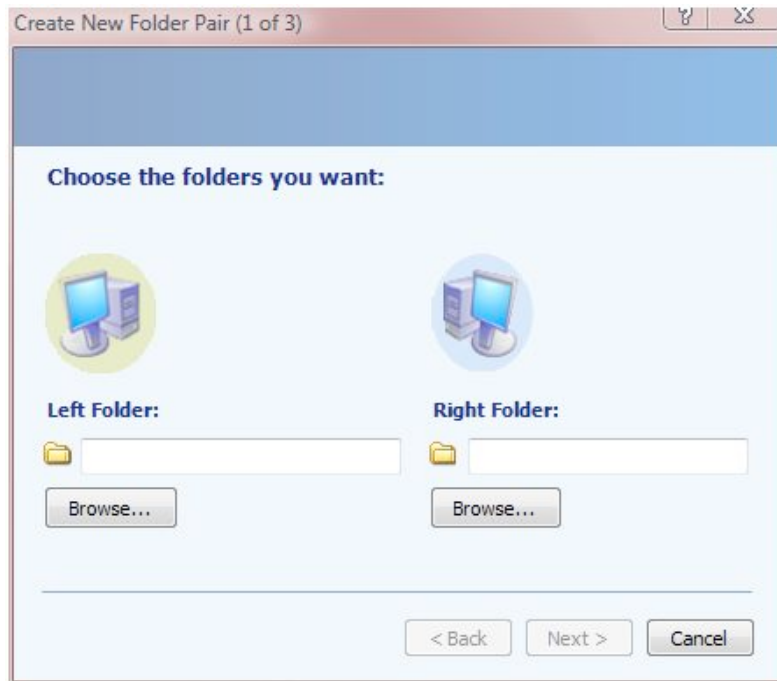 Create New Folder Pair (1 of 3)
?
Choose the folders you want:
Left Folder: Right Folder:
Browse... Browse...
< Back Next > Cancel